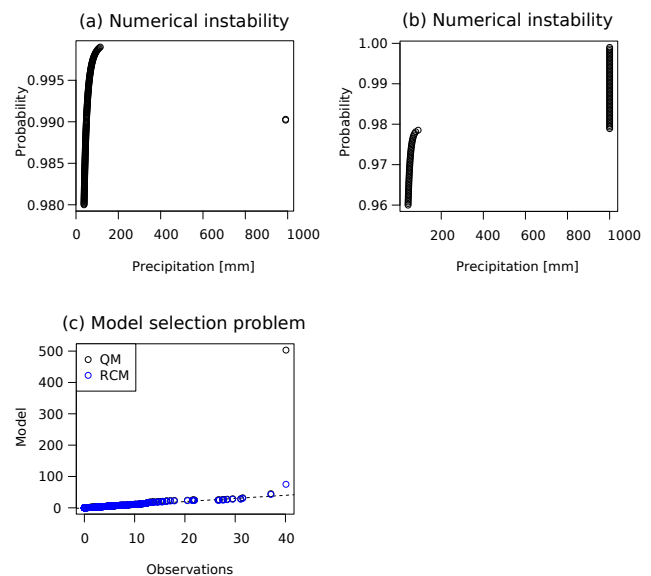 (a) Numerical instability
Probability
0.995
0.990
0.985
0.980
0
200
400
600
800
1000
Precipitation [mm]
(b) Numerical instability
Probability
1.00
0.99
0.98
0.97
0.96
200
400
600
800
1000
Precipitation [mm]
(c) Model selection problem
QM
RCM
Model
500
400
300
200
100
0
0
10
20
30
40
Observations